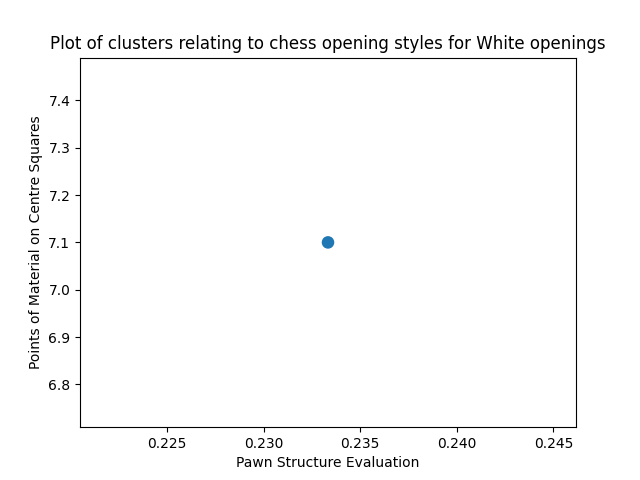 Plot of clusters relating to chess opening styles for White openings
Points of Material on Centre Squares
7.4
7.3
7.2
7.1
7.0
6.9
6.8
0.225 0.230 0.235 0.240 0.245
Pawn Structure Evaluation